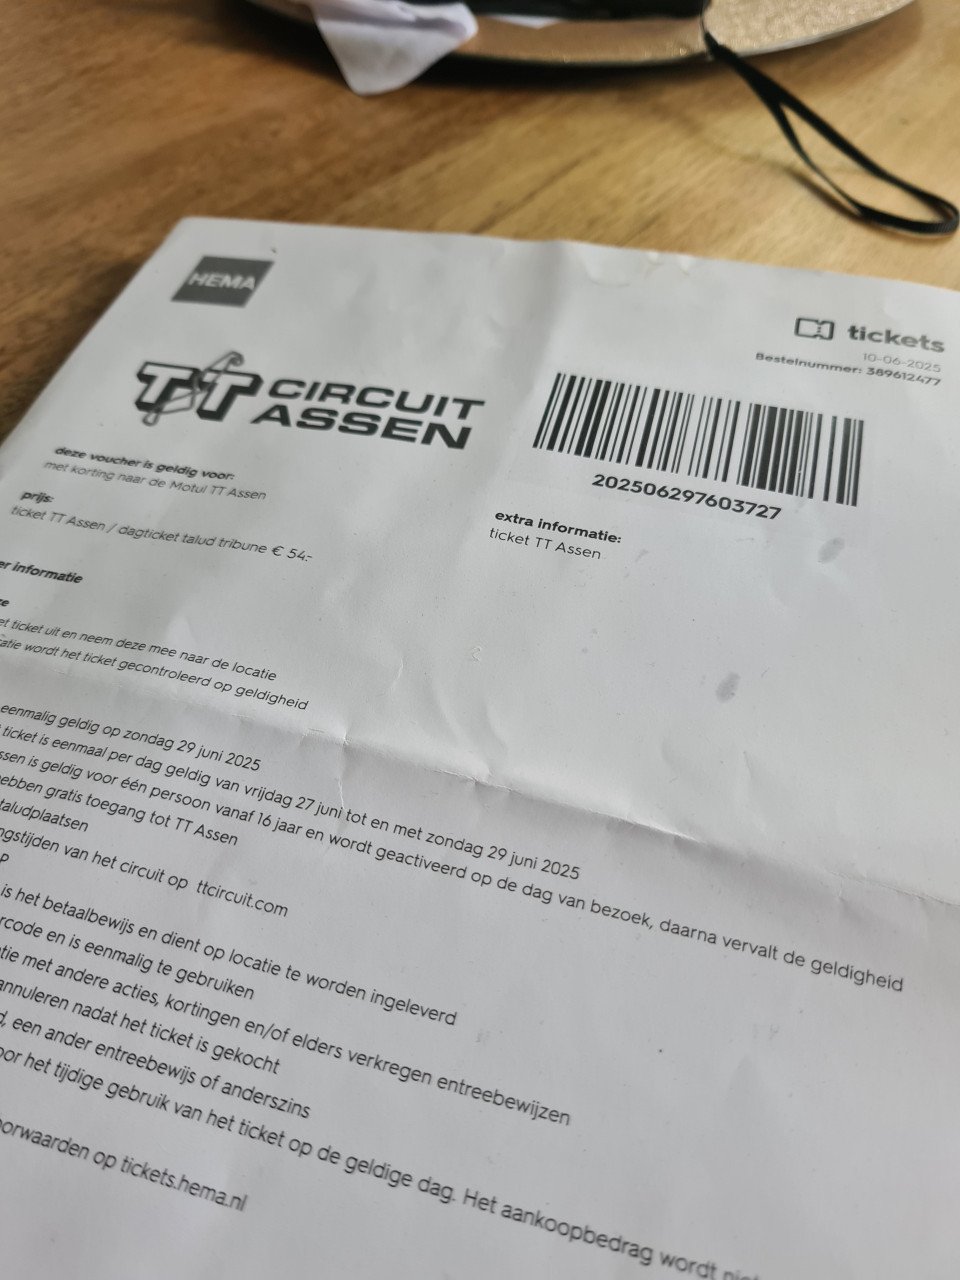 HEMA
tickets
10-06-2025
Bestelnummer: 389612477
TT CIRCUIT
ASSEN
202506297603727
deze voucher is geldig voor:
met korting naar de Motul TT Assen
prijs:
ticket TT Assen / dagticket talud tribune € 54,-
extra informatie:
ticket TT Assen
er informatie
ze
et ticket uit en neem deze mee naar de locatie
atie wordt het ticket gecontroleerd op geldigheid
eenmalig geldig op zondag 29 juni 2025
ticket is eenmaal per dag geldig van vrijdag 27 juni tot en met zondag 29 juni 2025
ssen is geldig voor één persoon vanaf 16 jaar en wordt geactiveerd op de dag van bezoek, daarna vervalt de geldigheid
ebben gratis toegang tot TT Assen
taludplaatsen
ngstijden van het circuit op ttcircuit.com
P
is het betaalbewijs en dient op locatie te worden ingeleverd
rcode en is eenmalig te gebruiken
tie met andere acties, kortingen en/of elders verkregen entreebewijzen
annuleren nadat het ticket is gekocht
d, een ander entreebewijs of anderszins
oor het tijdige gebruik van het ticket op de geldige dag. Het aankoopbedrag wordt niet
oorwaarden op tickets.hema.nl